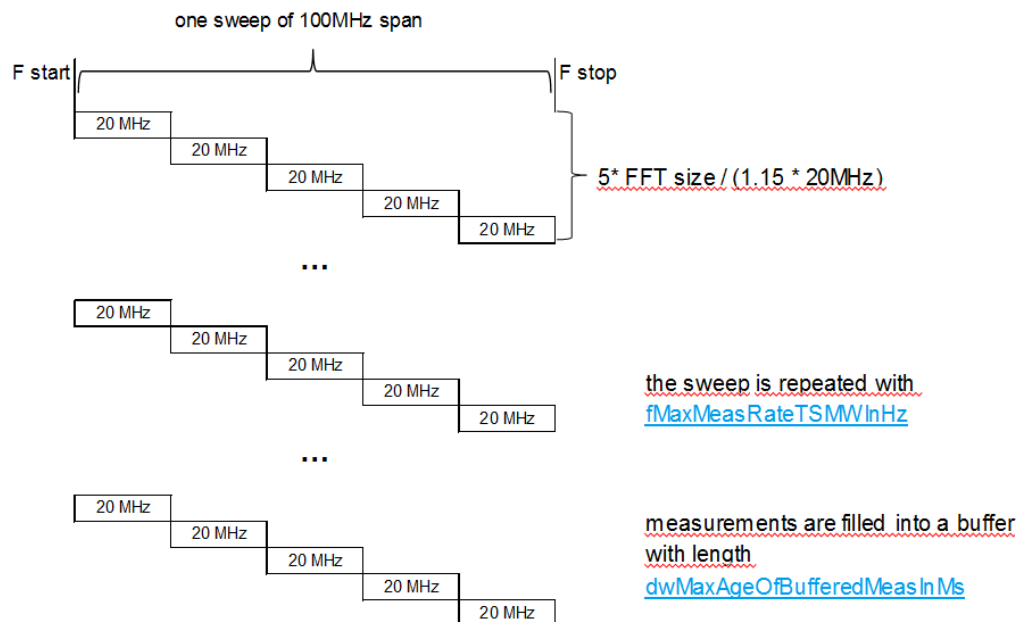 one sweep of 100MHz span
F start
F stop
20 MHz
20 MHz
20 MHz
20 MHz
20 MHz
5* FFT size / (1.15 * 20MHz)
...
20 MHz
20 MHz
20 MHz
20 MHz
20 MHz
the sweep is repeated with
fMaxMeasRateTSMWInHz
...
20 MHz
20 MHz
20 MHz
20 MHz
20 MHz
measurements are filled into a buffer
with length
dwMaxAgeOfBufferedMeasInMs